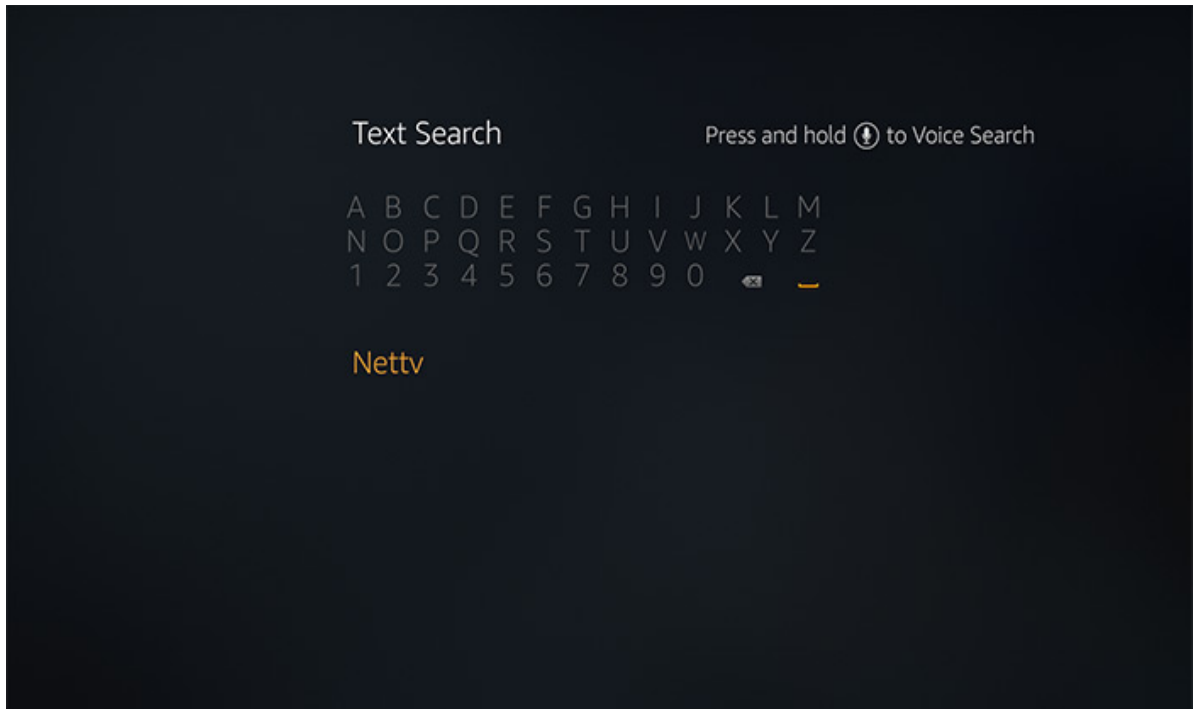 Text Search
Press and hold to Voice Search
A B C D E F G H I J K L M
N O P Q R S T U V W X Y Z
1 2 3 4 5 6 7 8 9 0
Nettv